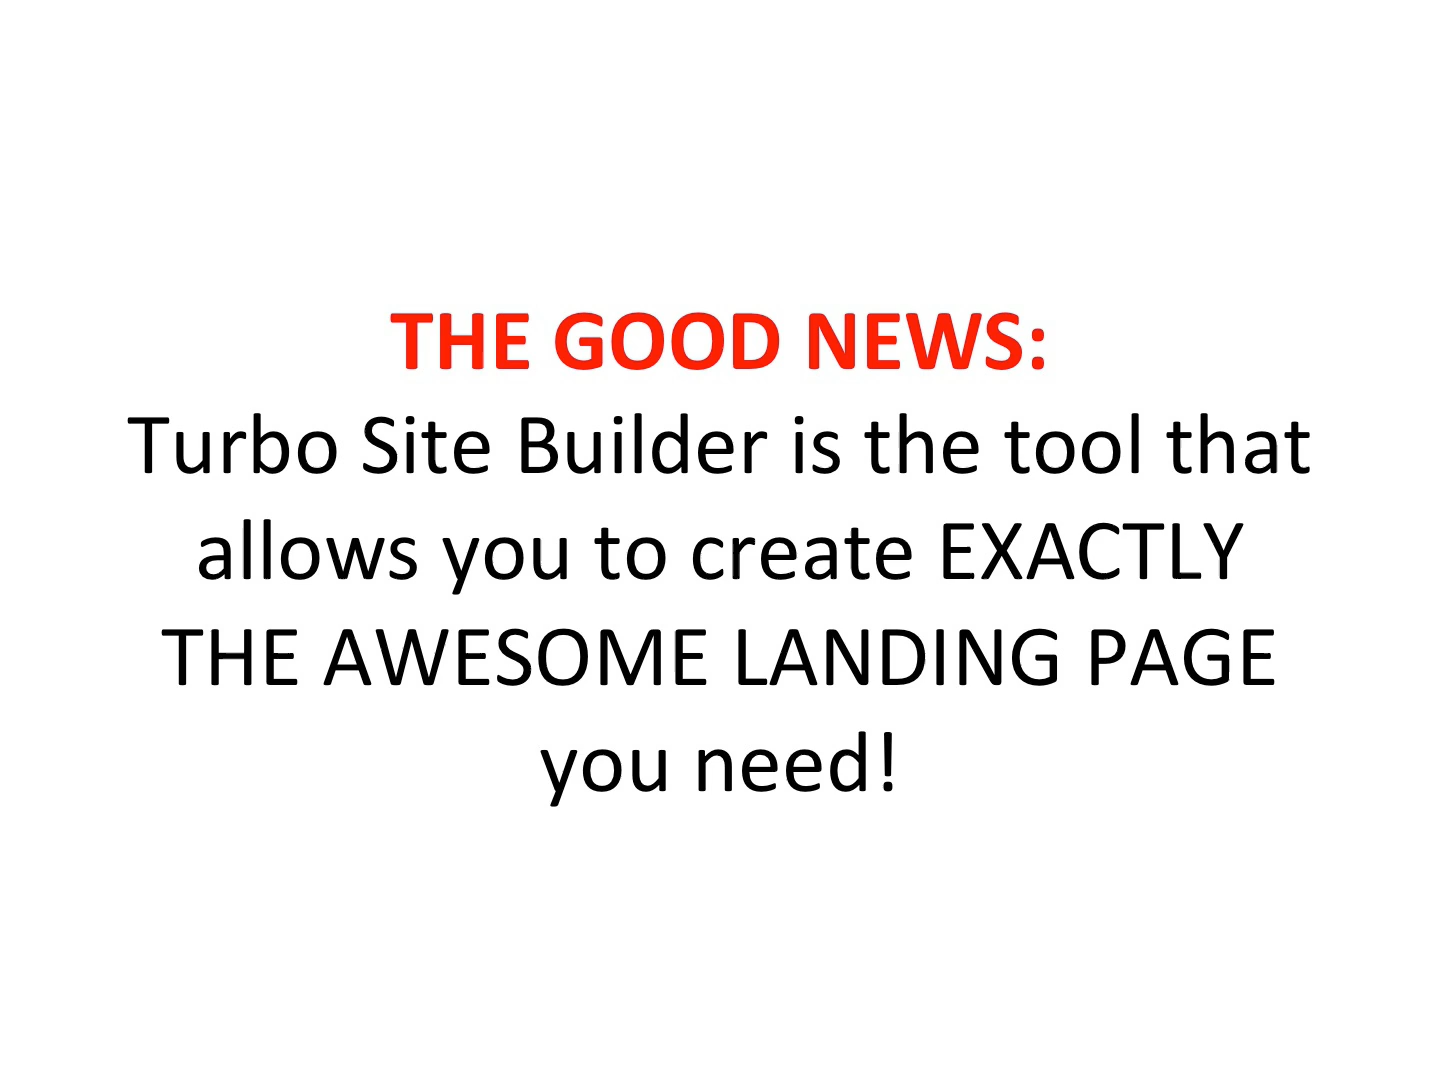 THE GOOD NEWS:
Turbo Site Builder is the tool that
allows you to create EXACTLY
THE AWESOME LANDING PAGE
you need!